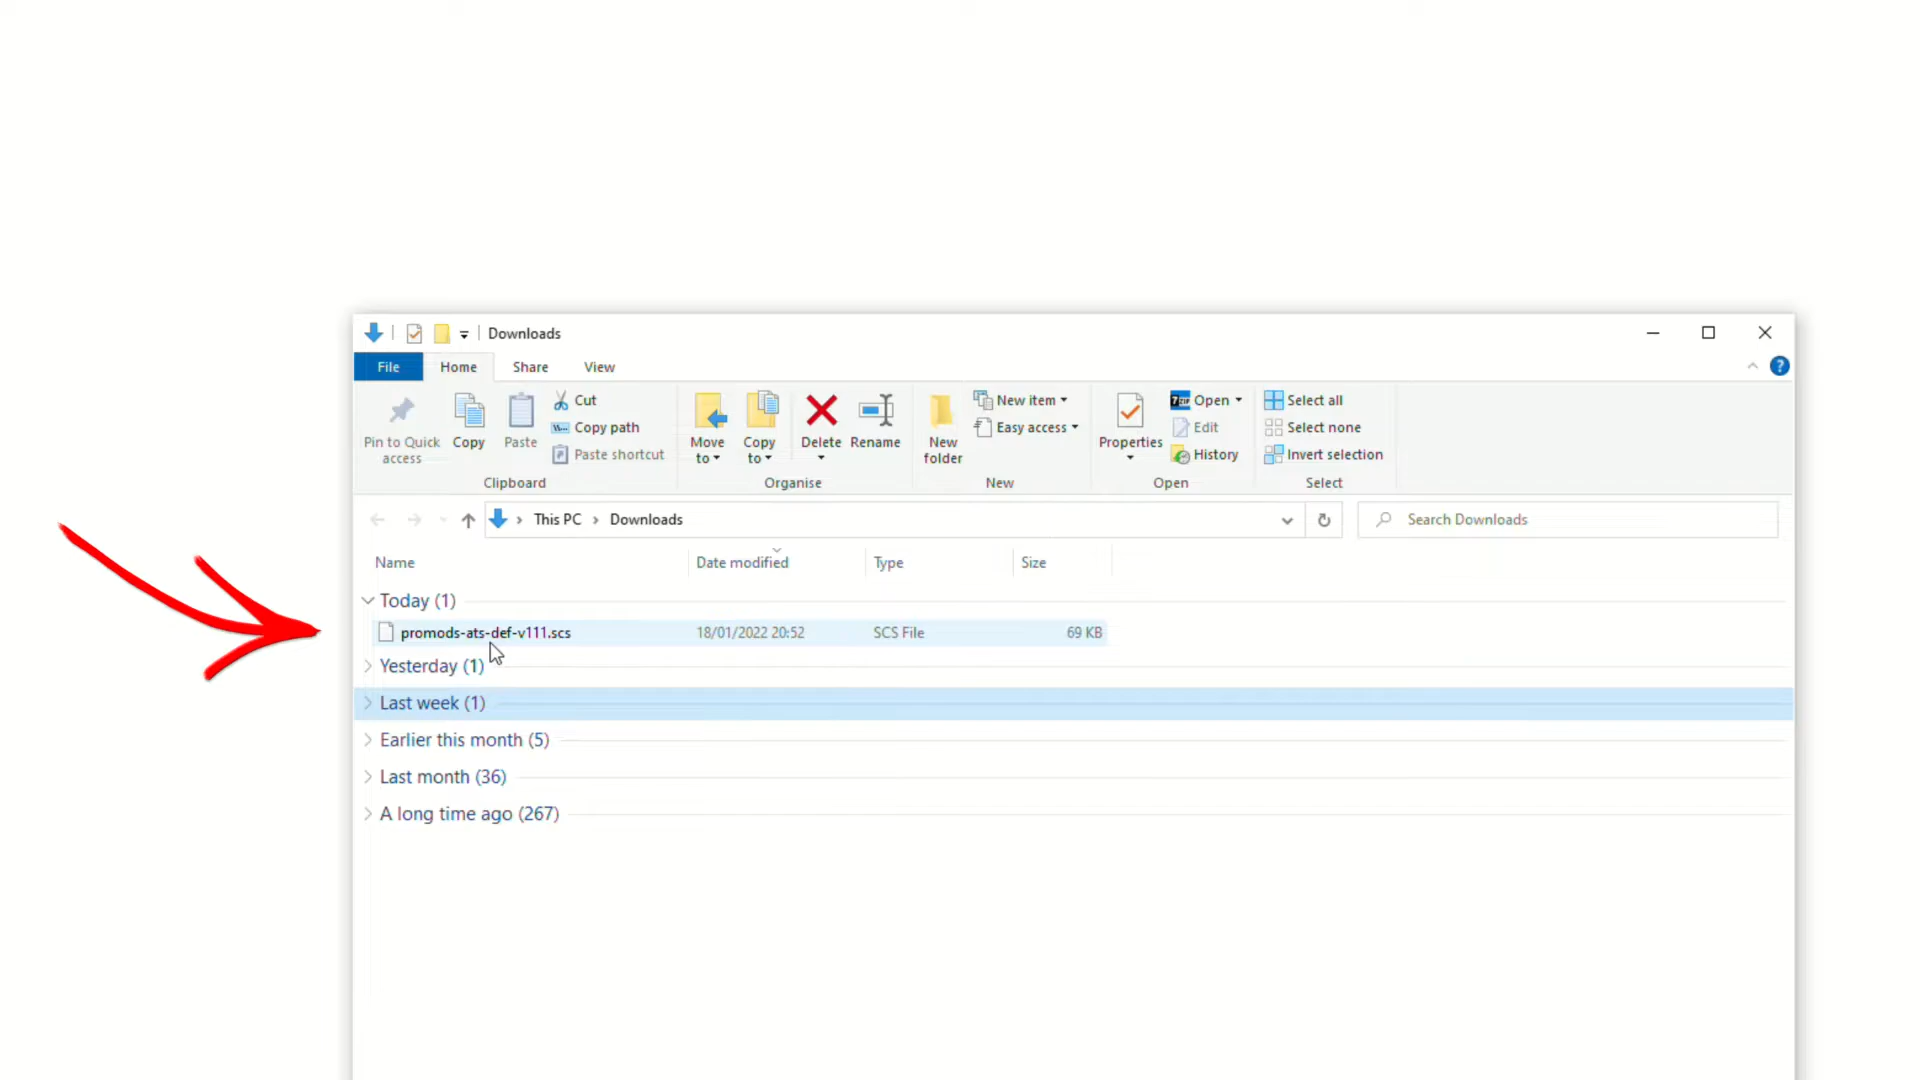 Downloads
File Home Share View
Pin to Quick access
Copy
Paste
Cut
Copy path
Paste shortcut
Clipboard
Move to
Copy to
Delete
Rename
Organise
New folder
New item
Easy access
New
Properties
Open
Edit
History
Open
Select all
Select none
Invert selection
Select
This PC > Downloads
Search Downloads
Name Date modified Type Size
Today (1)
promods-ats-def-v111.scs 18/01/2022 20:52 SCS File 69 KB
Yesterday (1)
Last week (1)
Earlier this month (5)
Last month (36)
A long time ago (267)